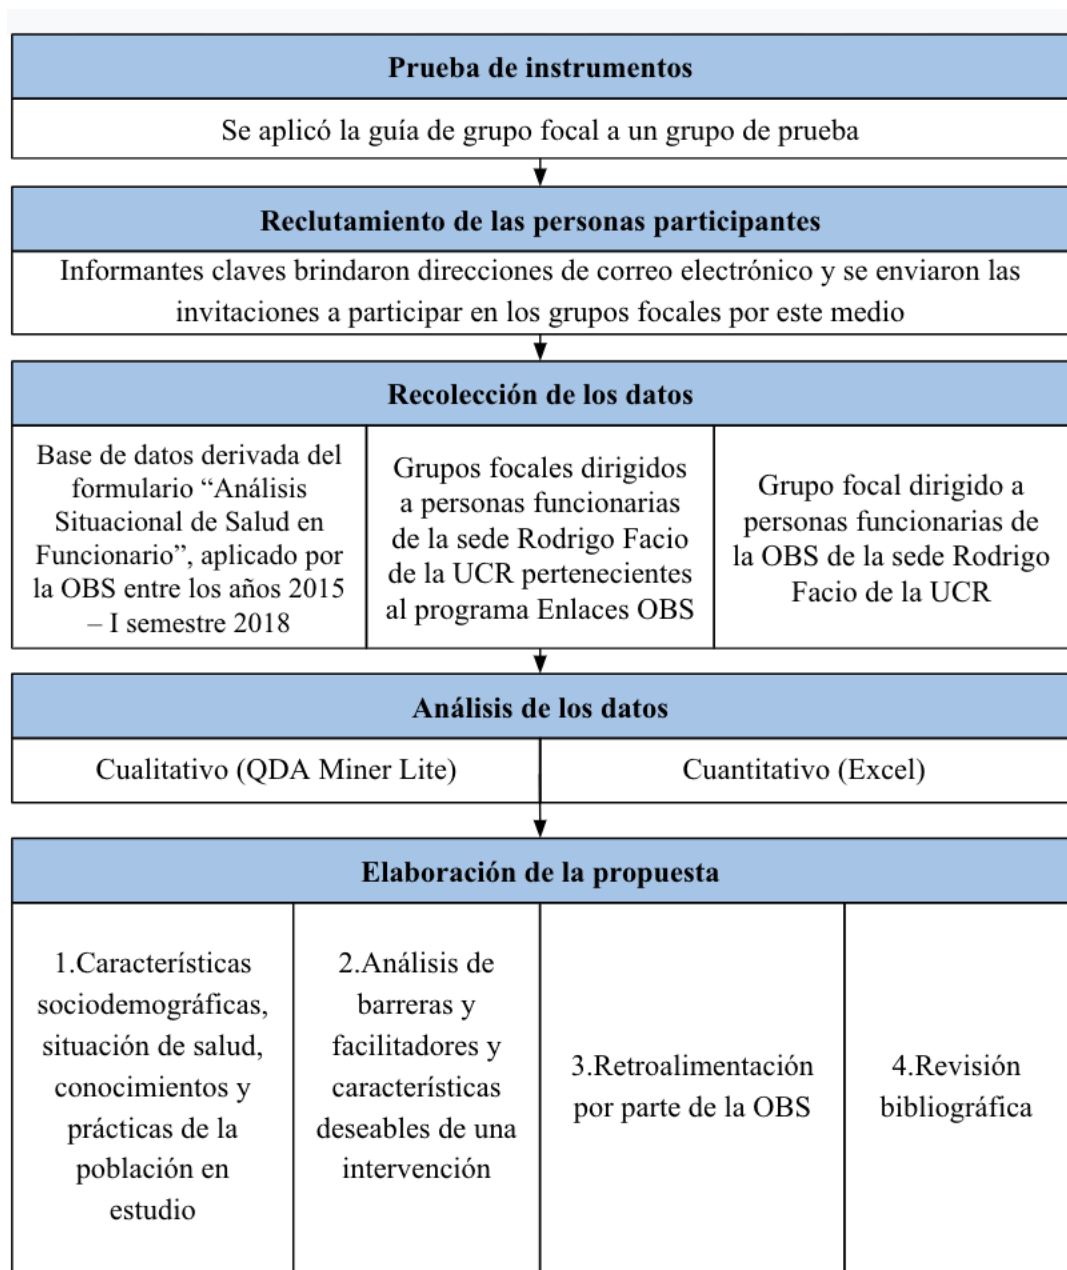 Prueba de instrumentos
Se aplicó la guía de grupo focal a un grupo de prueba
Reclutamiento de las personas participantes
Informantes claves brindaron direcciones de correo electrónico y se enviaron las
invitaciones a participar en los grupos focales por este medio
Recolección de los datos
Base de datos derivada del
formulario “Análisis
Situacional de Salud en
Funcionario”, aplicado por
la OBS entre los años 2015
– I semestre 2018
Grupos focales dirigidos
a personas funcionarias
de la sede Rodrigo Facio
de la UCR pertenecientes
al programa Enlaces OBS
Grupo focal dirigido a
personas funcionarias de
la OBS de la sede Rodrigo
Facio de la UCR
Análisis de los datos
Cualitativo (QDA Miner Lite)
Cuantitativo (Excel)
Elaboración de la propuesta
1.Características
sociodemográficas,
situación de salud,
conocimientos y
prácticas de la
población en
estudio
2.Análisis de
barreras y
facilitadores y
características
deseables de una
intervención
3.Retroalimentación
por parte de la OBS
4.Revisión
bibliográfica